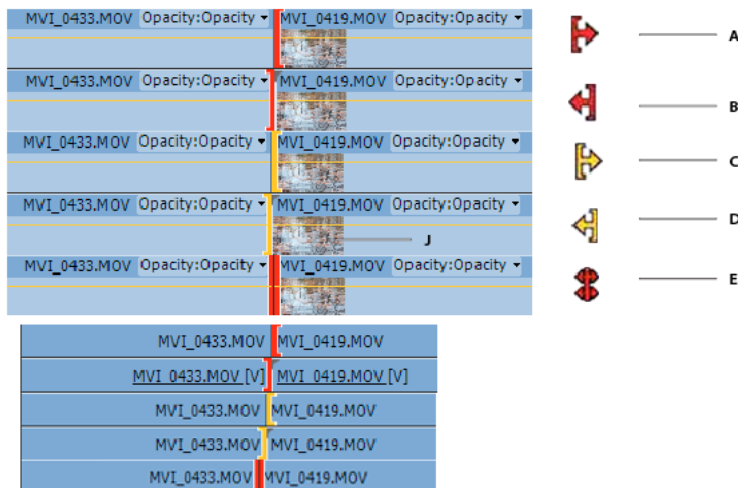 MVI_0433.MOV Opacity:Opacity MVI_0419.MOV Opacity:Opacity A
MVI_0433.MOV Opacity:Opacity MVI_0419.MOV Opacity:Opacity B
MVI_0433.MOV Opacity:Opacity MVI_0419.MOV Opacity:Opacity C
MVI_0433.MOV Opacity:Opacity MVI_0419.MOV Opacity:Opacity D
J
MVI_0433.MOV Opacity:Opacity MVI_0419.MOV Opacity:Opacity E
MVI_0433.MOV MVI_0419.MOV
MVI_0433.MOV [V] MVI_0419.MOV [V]
MVI_0433.MOV MVI_0419.MOV
MVI_0433.MOV MVI_0419.MOV
MVI_0433.MOV MVI_0419.MOV